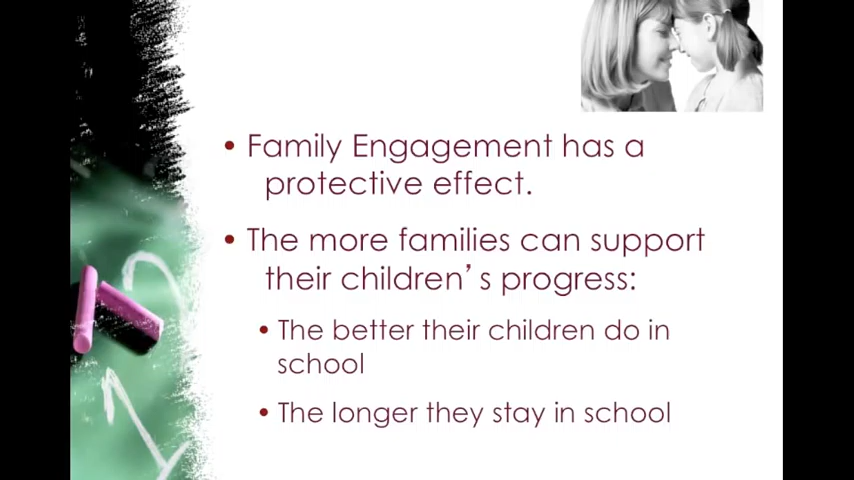 • Family Engagement has a
protective effect.
• The more families can support
their children’s progress:
• The better their children do in
school
• The longer they stay in school